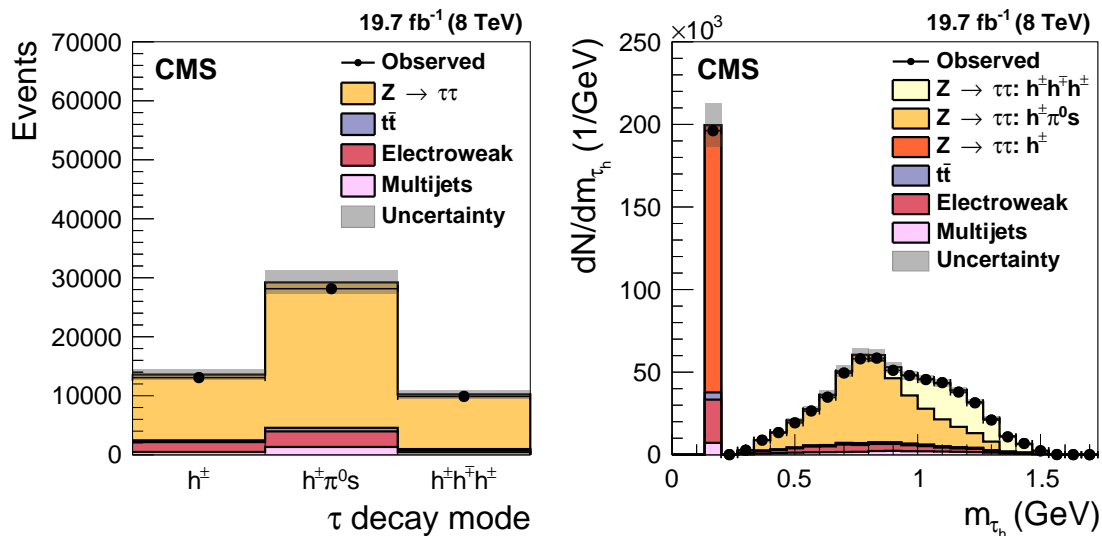 19.7 fb⁻¹ (8 TeV)
Events
70000
60000
50000
40000
30000
20000
10000
0
CMS
Observed
Z → ττ
tt̄
Electroweak
Multijets
Uncertainty
h±
h±π⁰s
h±h∓h±
τ decay mode
19.7 fb⁻¹ (8 TeV)
×10³
dN/dm_τₕ (1/GeV)
250
200
150
100
50
0
CMS
Observed
Z → ττ: h±h∓h±
Z → ττ: h±π⁰s
Z → ττ: h±
tt̄
Electroweak
Multijets
Uncertainty
0
0.5
1.0
1.5
m_τₕ (GeV)